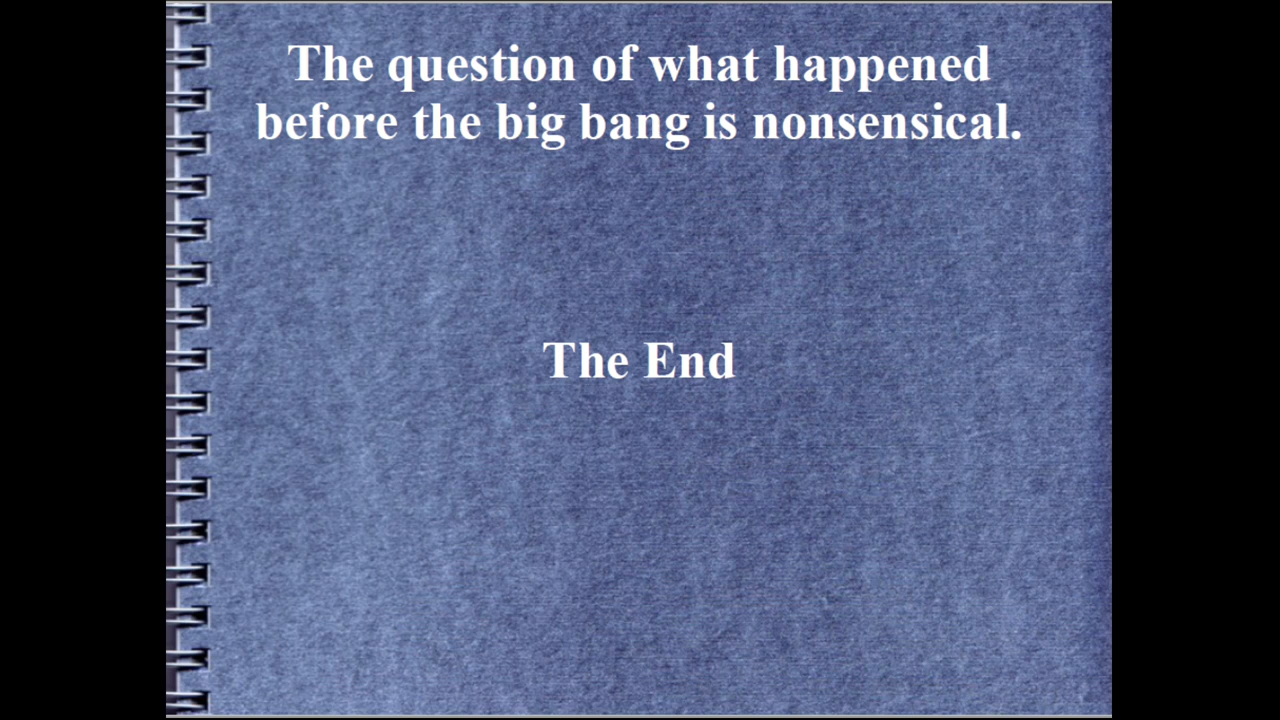 The question of what happened
before the big bang is nonsensical.
The End